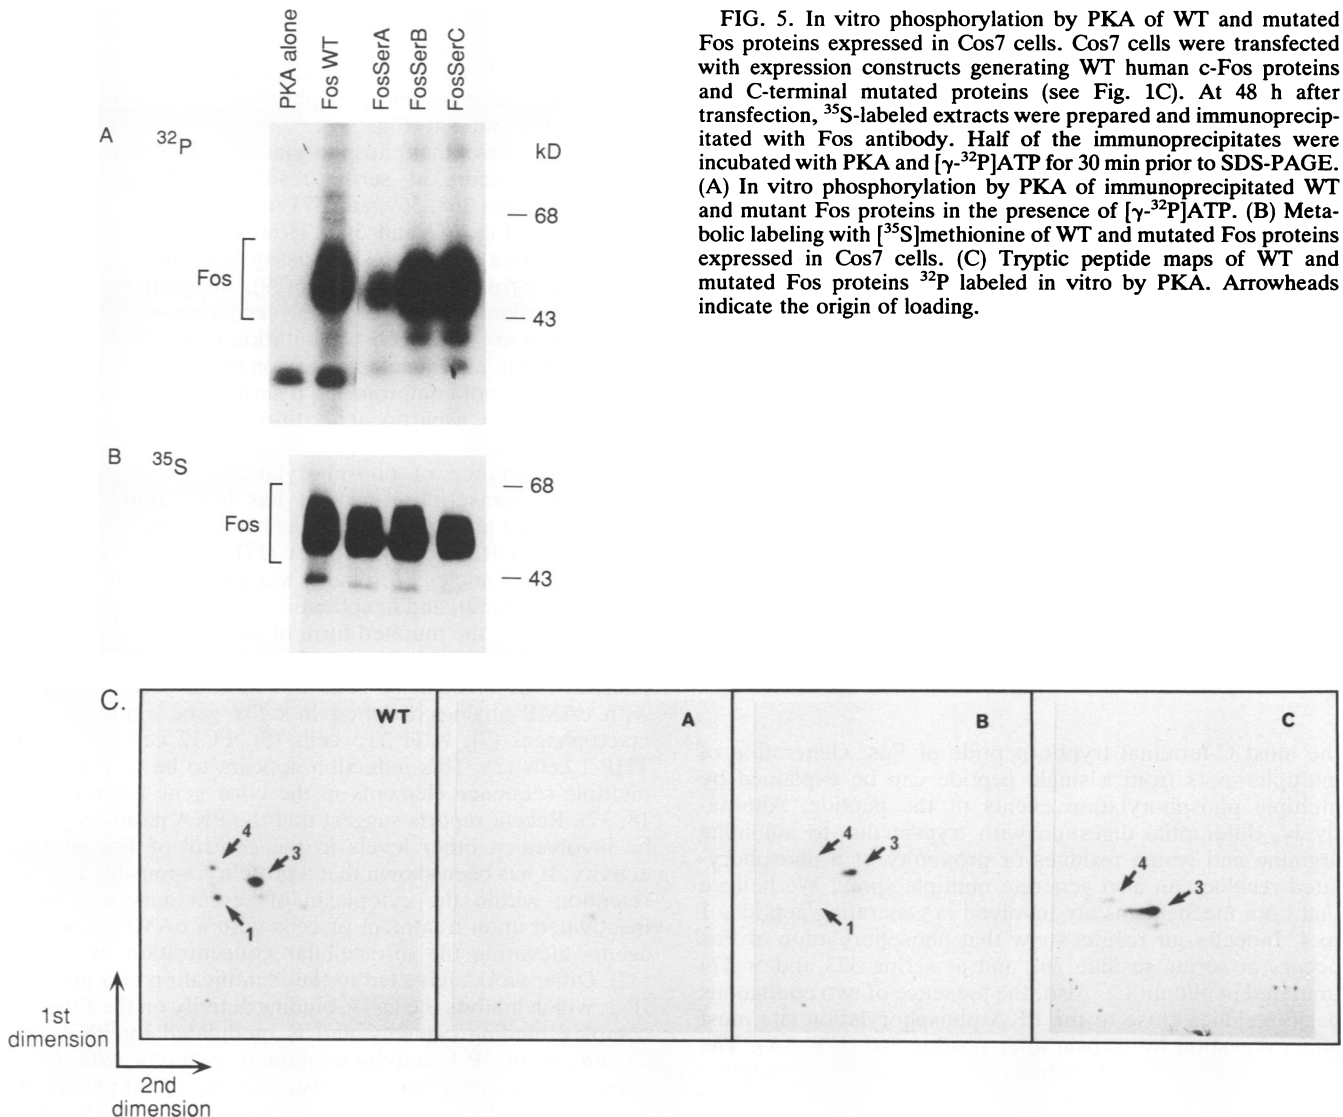 PKA alone
Fos WT
FosSerA
FosSerB
FosSerC
A
32P
kD
68
Fos
43
B
35S
68
Fos
43
FIG. 5. In vitro phosphorylation by PKA of WT and mutated
Fos proteins expressed in Cos7 cells. Cos7 cells were transfected
with expression constructs generating WT human c-Fos proteins
and C-terminal mutated proteins (see Fig. 1C). At 48 h after
transfection, ³⁵S-labeled extracts were prepared and immunoprecip-
itated with Fos antibody. Half of the immunoprecipitates were
incubated with PKA and [γ-³²P]ATP for 30 min prior to SDS-PAGE.
(A) In vitro phosphorylation by PKA of immunoprecipitated WT
and mutant Fos proteins in the presence of [γ-³²P]ATP. (B) Meta-
bolic labeling with [³⁵S]methionine of WT and mutated Fos proteins
expressed in Cos7 cells. (C) Tryptic peptide maps of WT and
mutated Fos proteins ³²P labeled in vitro by PKA. Arrowheads
indicate the origin of loading.
C.
WT
4
3
1
A
B
4
3
1
C
4
3
1st
dimension
2nd
dimension